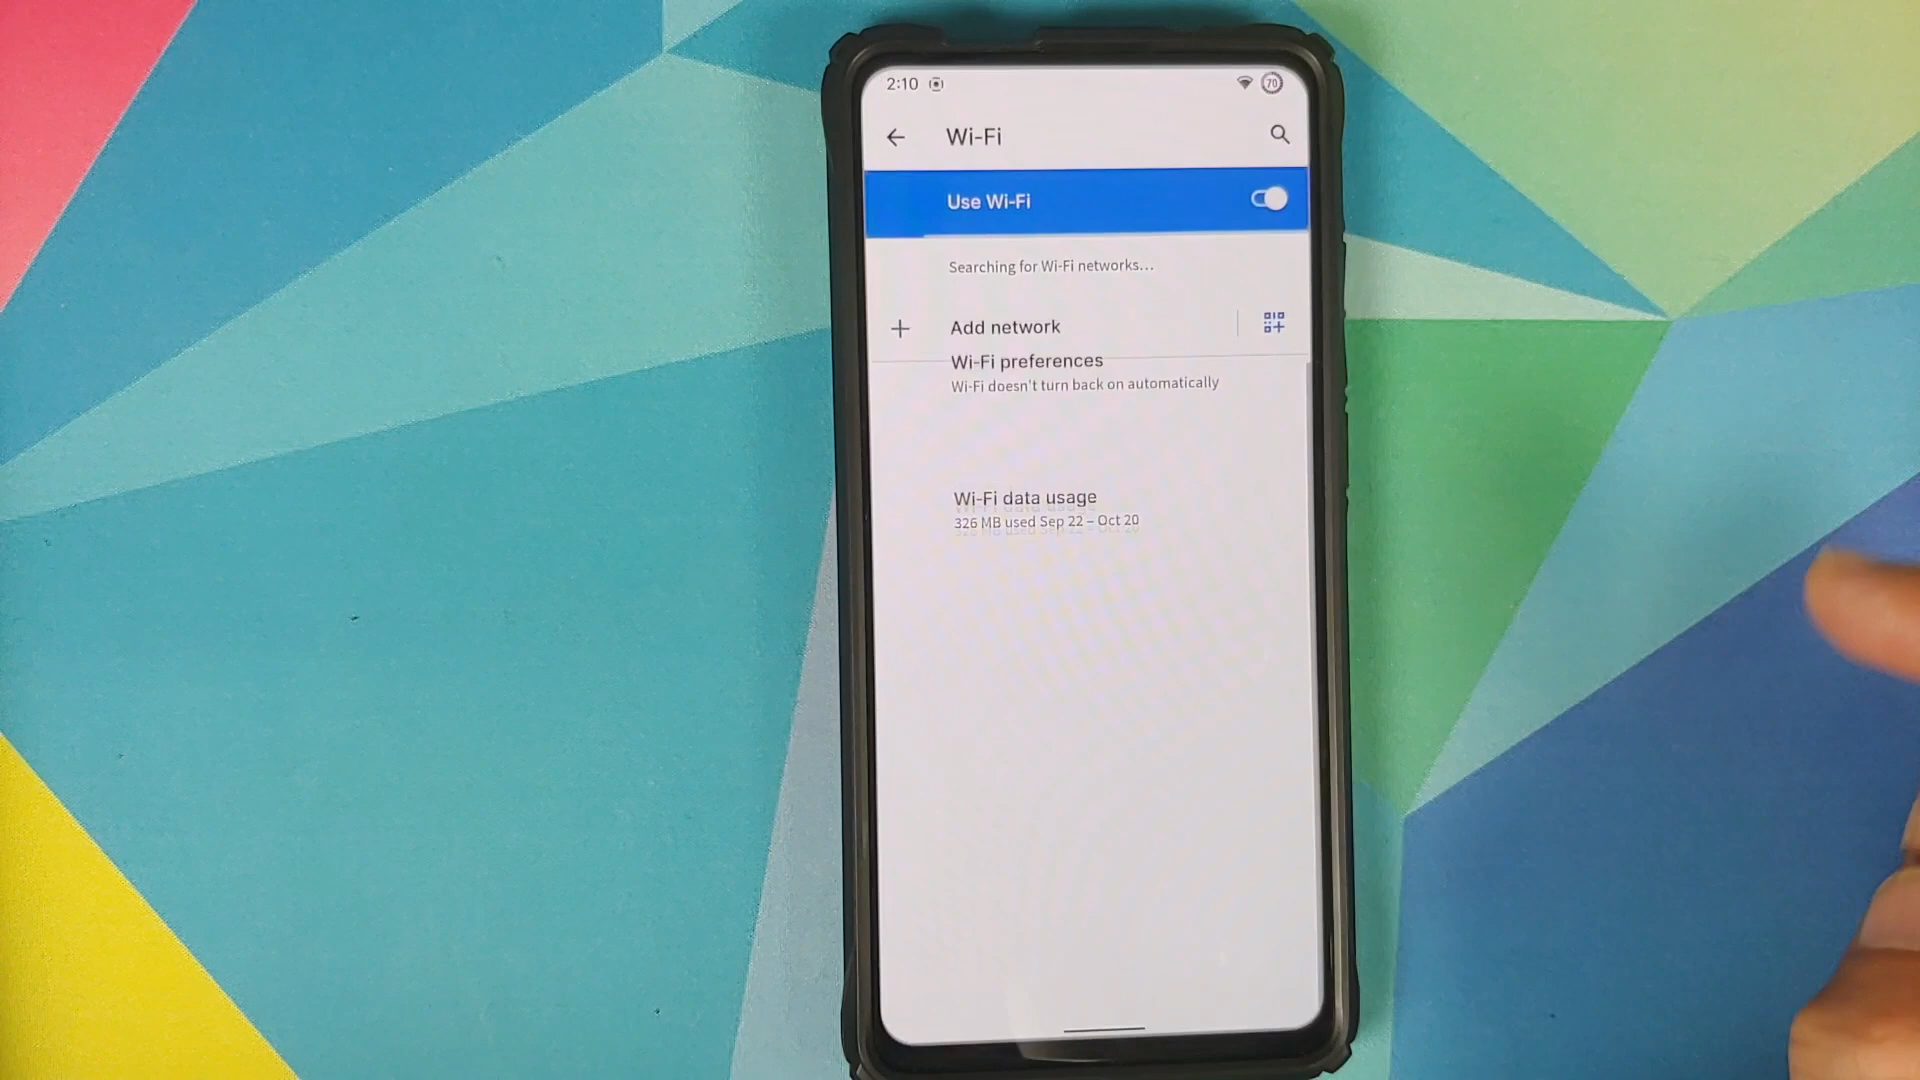 2:10
70
Wi-Fi
Use Wi-Fi
Searching for Wi-Fi networks…
Add network
Wi-Fi preferences
Wi-Fi doesn't turn back on automatically
Wi-Fi data usage
326 MB used Sep 22 – Oct 20